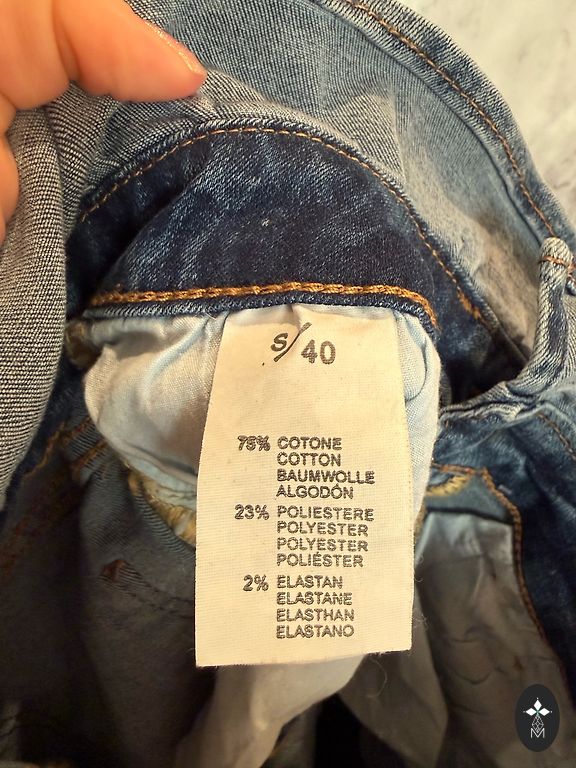 S/40
75% COTONE
COTTON
BAUMWOLLE
ALGODÓN
23% POLIESTERE
POLYESTER
POLYESTER
POLIÉSTER
2% ELASTAN
ELASTANE
ELASTHAN
ELASTANO
M